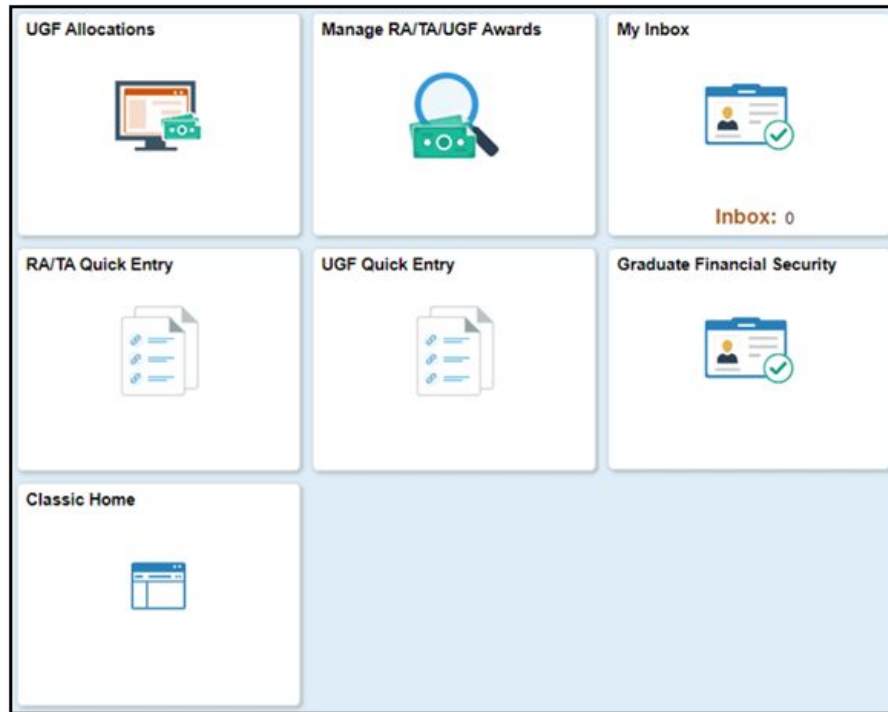 UGF Allocations
Manage RA/TA/UGF Awards
My Inbox
Inbox: 0
RA/TA Quick Entry
UGF Quick Entry
Graduate Financial Security
Classic Home